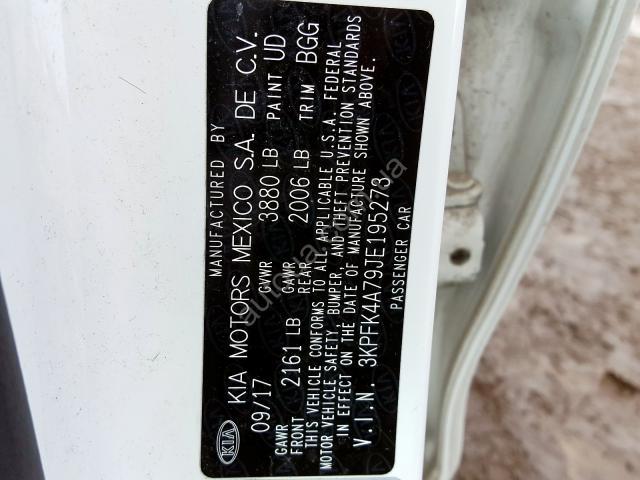 MANUFACTURED BY
KIA KIA MOTORS MEXICO S.A. DE C.V.
09/17 GVWR 3880 LB PAINT UD
GAWR FRONT 2161 LB GAWR REAR 2006 LB TRIM BGG
THIS VEHICLE CONFORMS TO ALL APPLICABLE U.S.A. FEDERAL
MOTOR VEHICLE SAFETY, BUMPER, AND THEFT PREVENTION STANDARDS
IN EFFECT ON THE DATE OF MANUFACTURE SHOWN ABOVE.
V.I.N. 3KPFK4A79JE195273
PASSENGER CAR